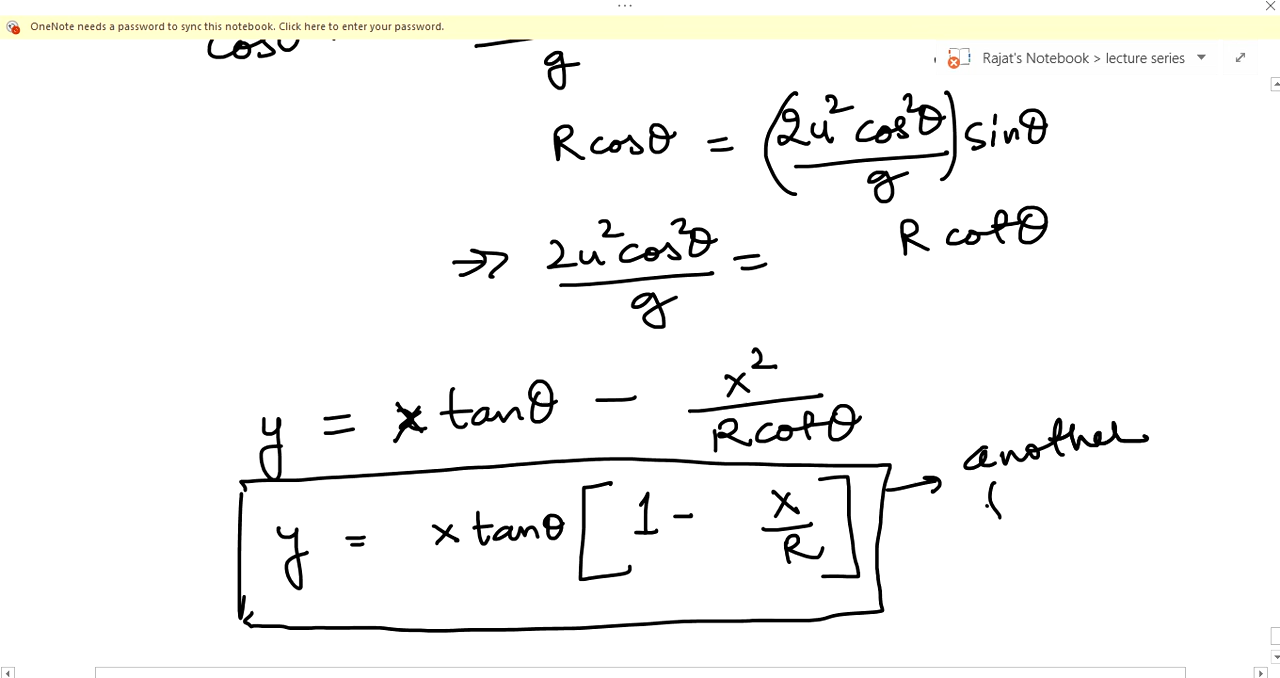 ...
OneNote needs a password to sync this notebook. Click here to enter your password.
Rajat's Notebook > lecture series
cosθ
g
R cosθ = (2u² cos²θ / g) sinθ
⇒ 2u² cos²θ / g = R cotθ
y = x tanθ − x² / R cotθ
y = x tanθ [1 - x/R] → another
(